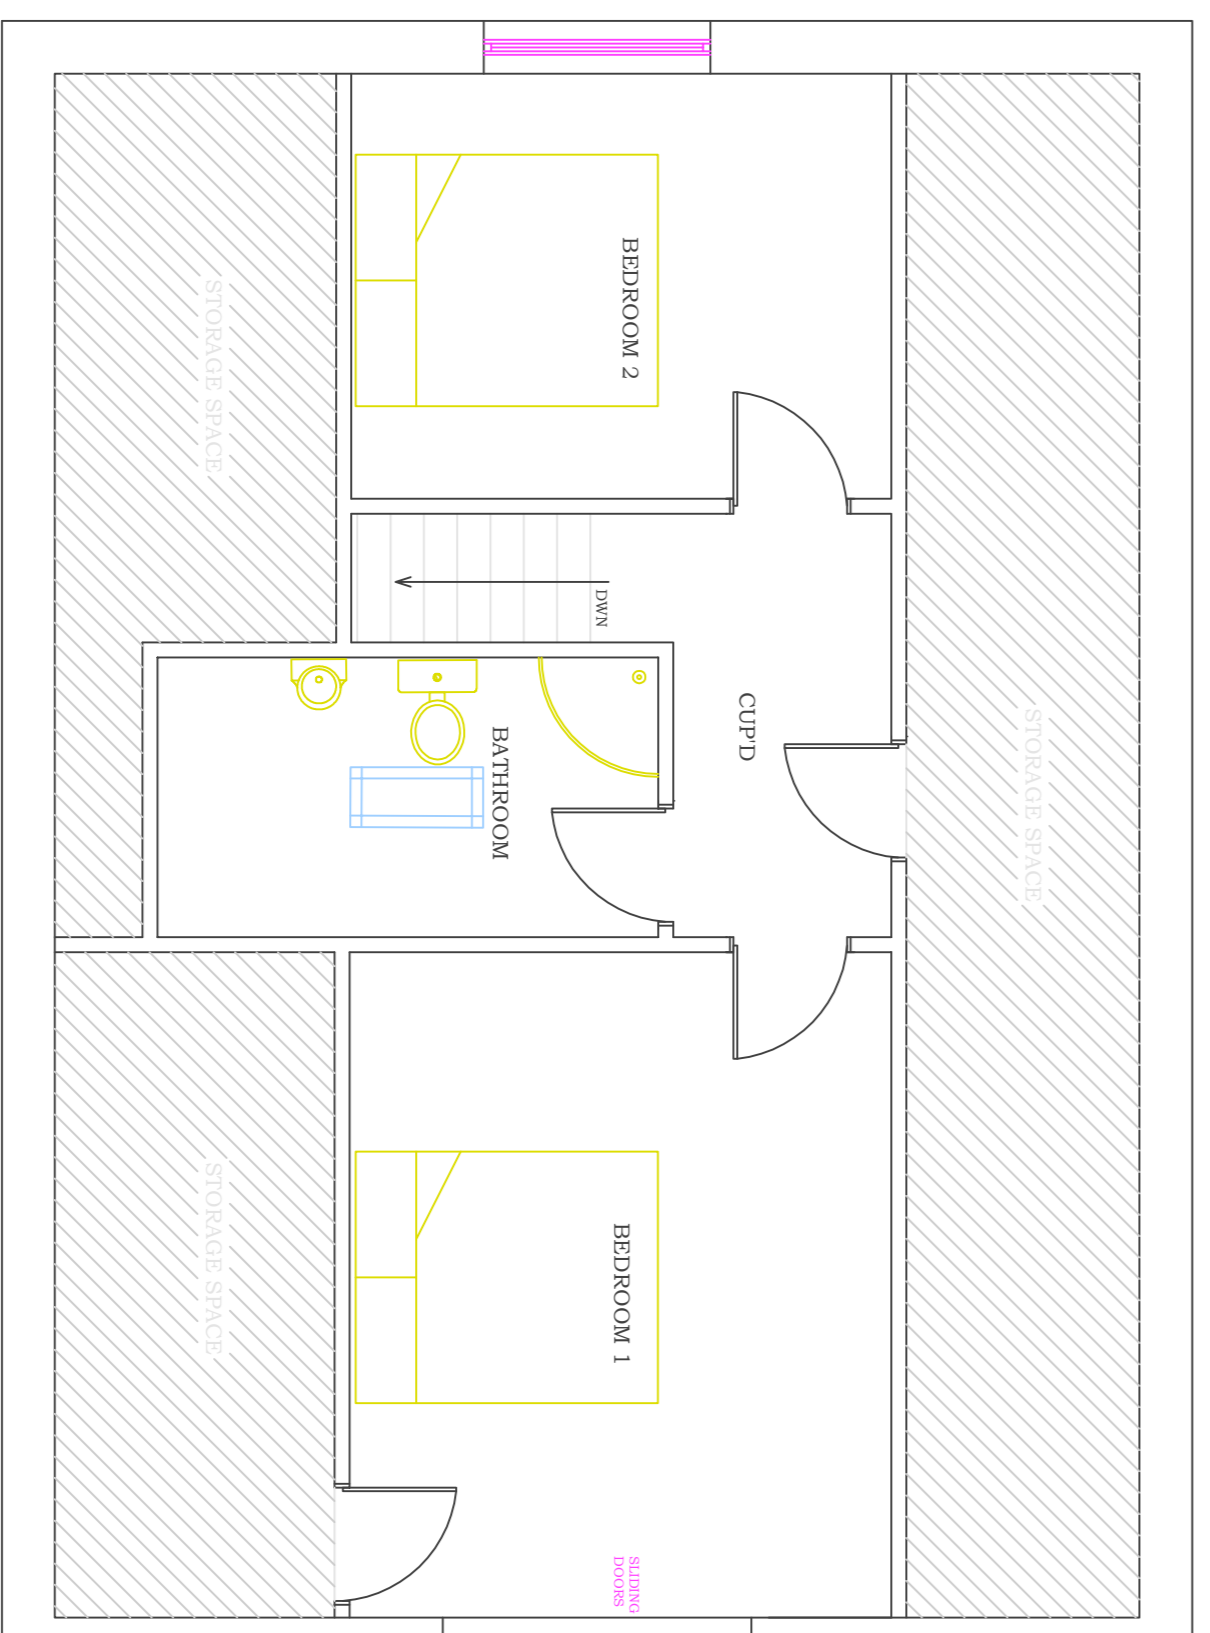 BEDROOM 2
STORAGE SPACE
DWN
CUP'D
STORAGE SPACE
BATHROOM
BEDROOM 1
STORAGE SPACE
SLIDING
DOORS